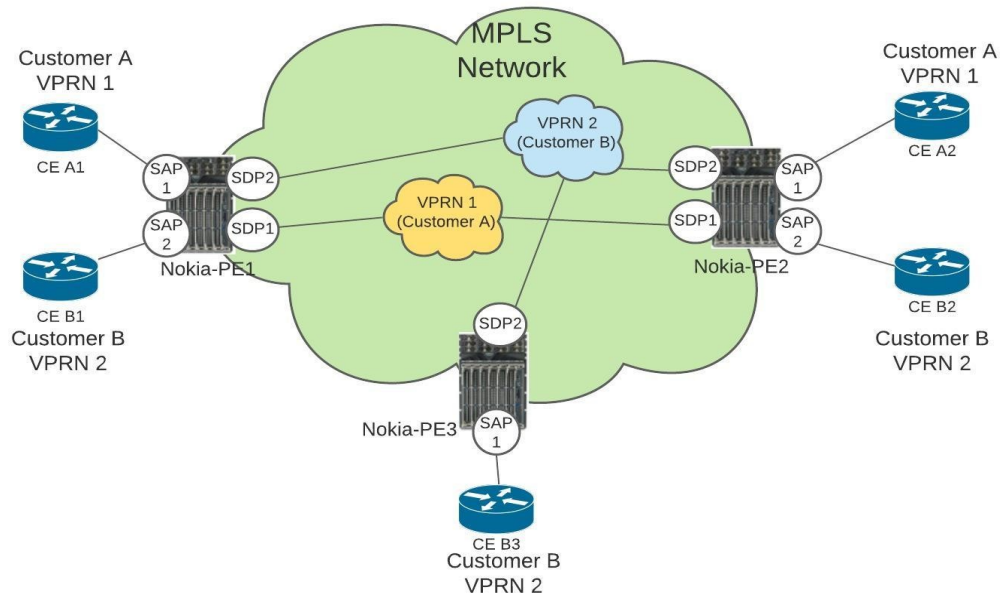 MPLS
Network
Customer A
VPRN 1
CE A1
Customer A
VPRN 1
CE A2
VPRN 2
(Customer B)
SAP
1
SDP2
SDP2
SAP
1
VPRN 1
(Customer A)
SAP
2
SDP1
SDP1
SAP
2
Nokia-PE1
Nokia-PE2
CE B1
Customer B
VPRN 2
CE B2
Customer B
VPRN 2
SDP2
Nokia-PE3
SAP
1
CE B3
Customer B
VPRN 2